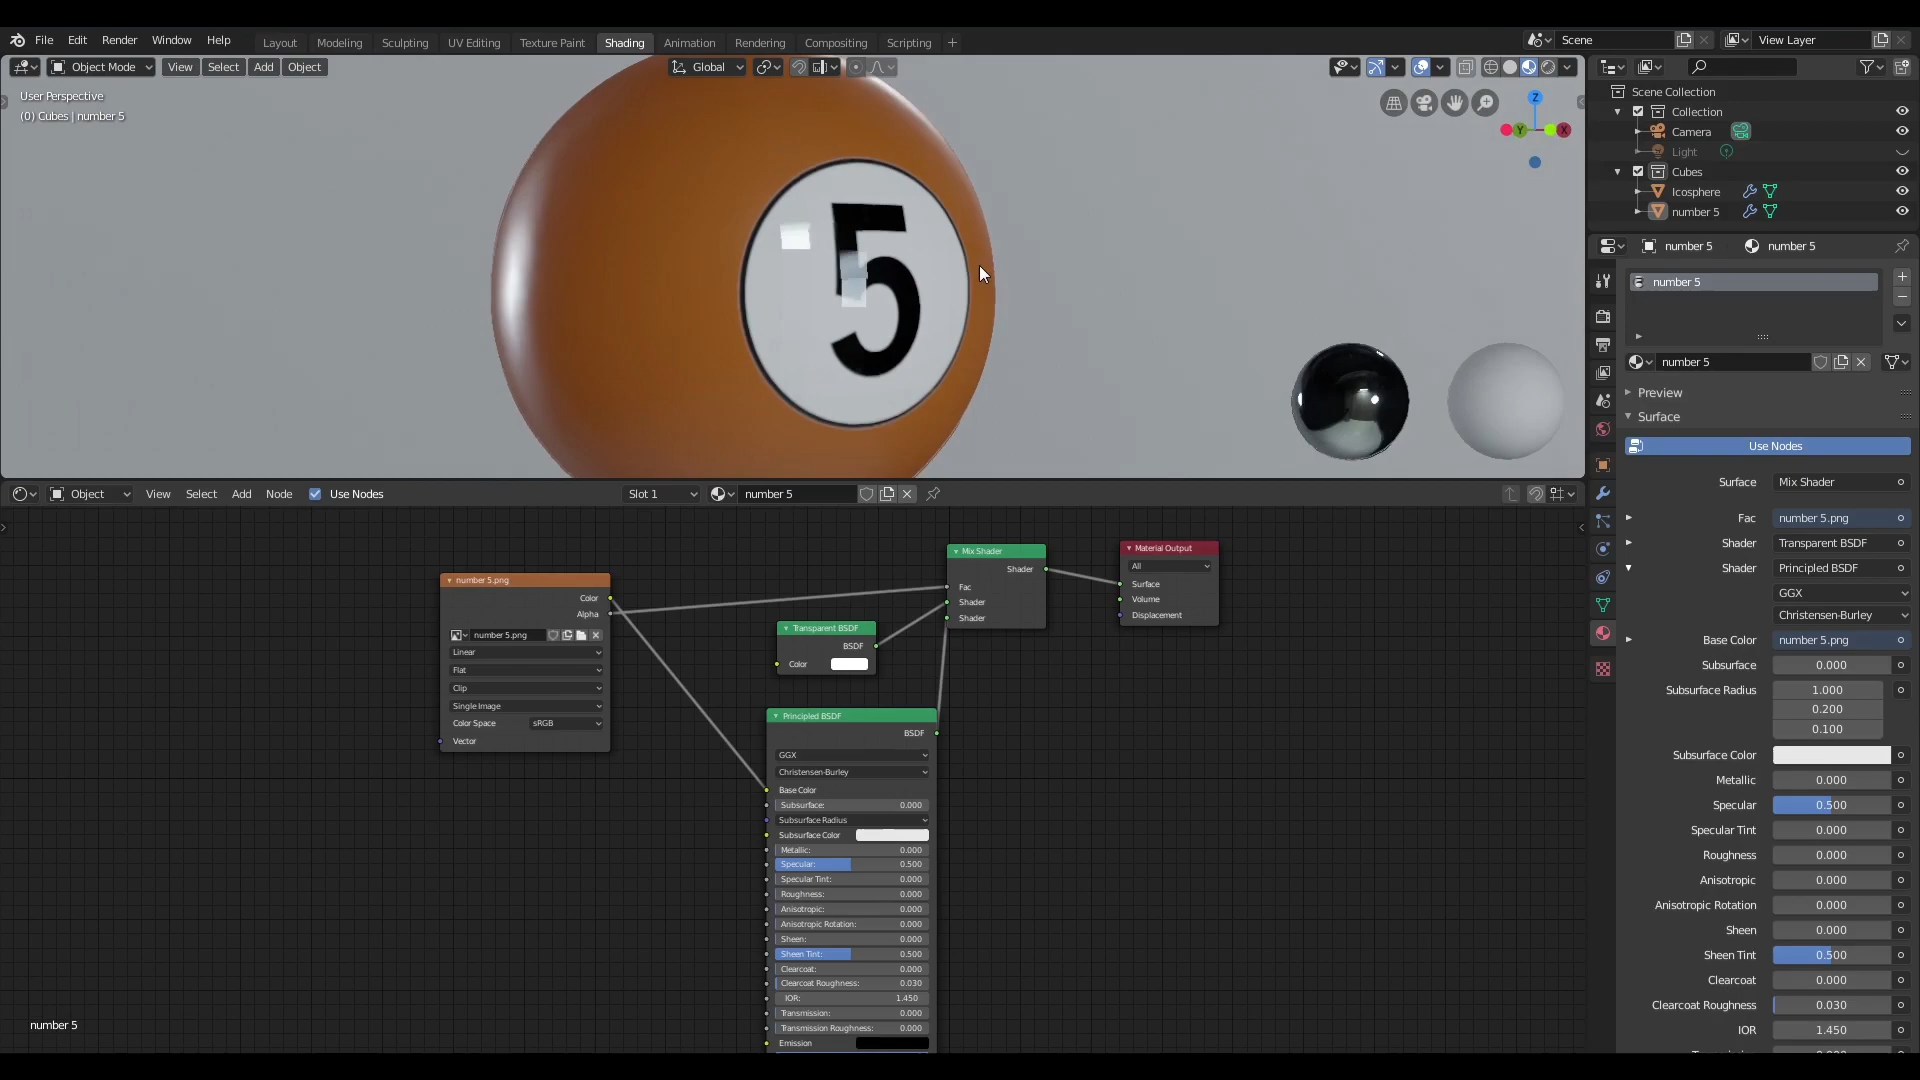 File Edit Render Window Help Layout Modeling Sculpting UV Editing Texture Paint Shading Animation Rendering Compositing Scripting + Scene View Layer
Object Mode View Select Add Object Global
User Perspective
(0) Cubes | number 5
Z
Y X
5
Scene Collection
Collection
Camera
Light
Cubes
Icosphere
number 5
number 5 number 5
number 5
number 5
Preview
Surface
Use Nodes
Surface Mix Shader
Fac number 5.png
Shader Transparent BSDF
Shader Principled BSDF
GGX
Christensen-Burley
Base Color number 5.png
Subsurface 0.000
Subsurface Radius 1.000
0.200
0.100
Subsurface Color
Metallic 0.000
Specular 0.500
Specular Tint 0.000
Roughness 0.000
Anisotropic 0.000
Anisotropic Rotation 0.000
Sheen 0.000
Sheen Tint 0.500
Clearcoat 0.000
Clearcoat Roughness 0.030
IOR 1.450
Object View Select Add Node Use Nodes Slot 1 number 5
number 5.png
Color
Alpha
number 5.png
Linear
Flat
Clip
Single Image
Color Space sRGB
Vector
Transparent BSDF
BSDF
Color
Mix Shader
Shader
Fac
Shader
Shader
Material Output
All
Surface
Volume
Displacement
Principled BSDF
BSDF
GGX
Christensen-Burley
Base Color
Subsurface: 0.000
Subsurface Radius
Subsurface Color
Metallic: 0.000
Specular: 0.500
Specular Tint: 0.000
Roughness: 0.000
Anisotropic: 0.000
Anisotropic Rotation: 0.000
Sheen: 0.000
Sheen Tint: 0.500
Clearcoat: 0.000
Clearcoat Roughness: 0.030
IOR: 1.450
Transmission: 0.000
Transmission Roughness: 0.000
Emission
number 5